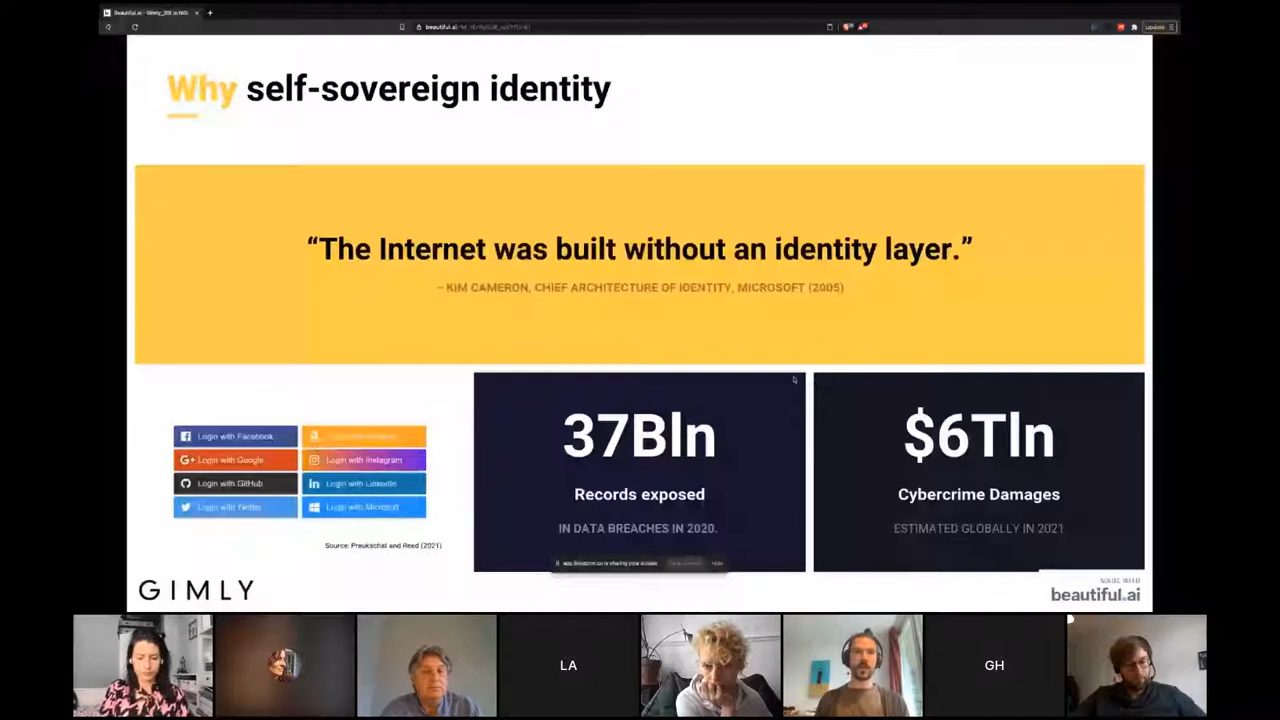 Why self-sovereign identity
“The Internet was built without an identity layer.”
– KIM CAMERON, CHIEF ARCHITECTURE OF IDENTITY, MICROSOFT (2005)
Login with Facebook
Login with Google
Login with Instagram
Login with GitHub
Login with LinkedIn
Login with Twitter
Login with Microsoft
Source: Preukschat and Reed (2021)
37Bln
Records exposed
IN DATA BREACHES IN 2020.
$6Tln
Cybercrime Damages
ESTIMATED GLOBALLY IN 2021
GIMLY
MADE WITH
beautiful.ai
LA
GH